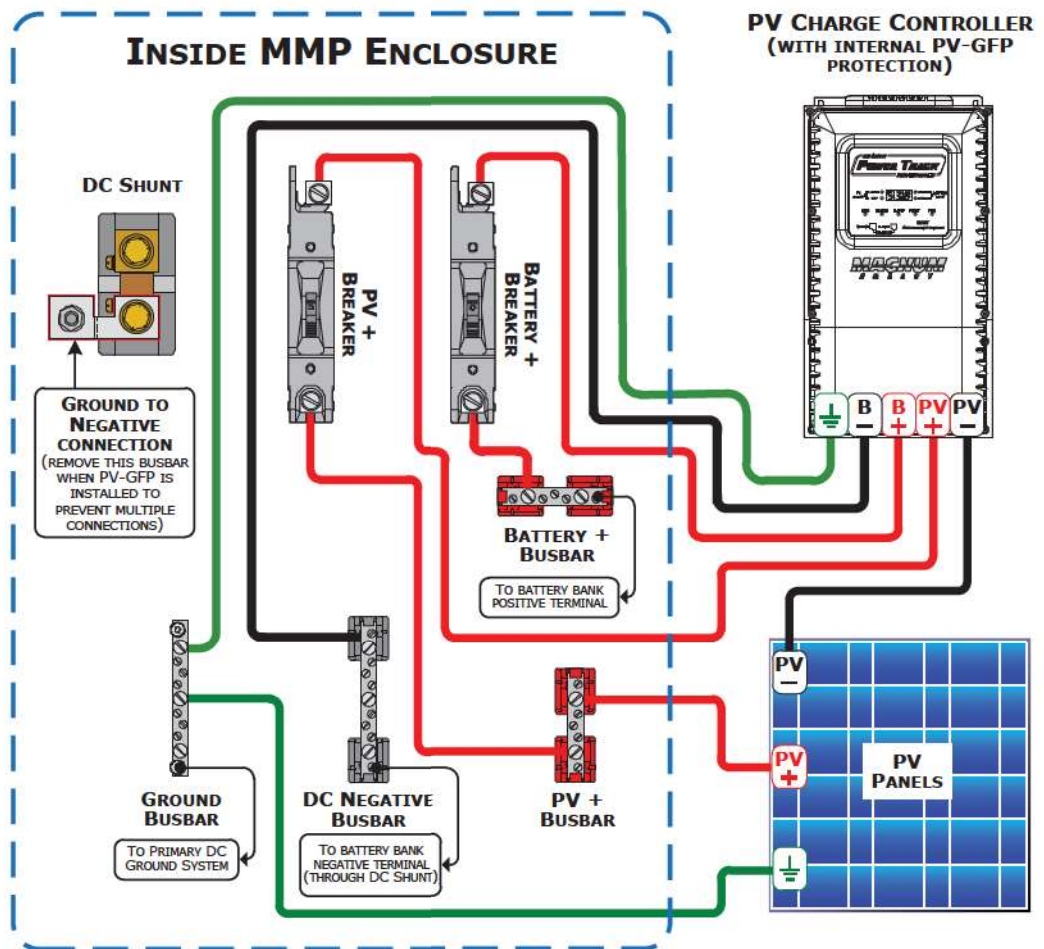 INSIDE MMP ENCLOSURE
PV CHARGE CONTROLLER
(WITH INTERNAL PV-GFP
PROTECTION)
POWER TRACK
MAGNUM
ENERGY
DC SHUNT
PV +
BREAKER
BATTERY +
BREAKER
GROUND TO
NEGATIVE
CONNECTION
(REMOVE THIS BUSBAR
WHEN PV-GFP IS
INSTALLED TO
PREVENT MULTIPLE
CONNECTIONS)
B
–
B
+
PV
+
PV
–
BATTERY +
BUSBAR
TO BATTERY BANK
POSITIVE TERMINAL
PV
–
PV
+
PV
PANELS
GROUND
BUSBAR
DC NEGATIVE
BUSBAR
PV +
BUSBAR
TO PRIMARY DC
GROUND SYSTEM
TO BATTERY BANK
NEGATIVE TERMINAL
(THROUGH DC SHUNT)